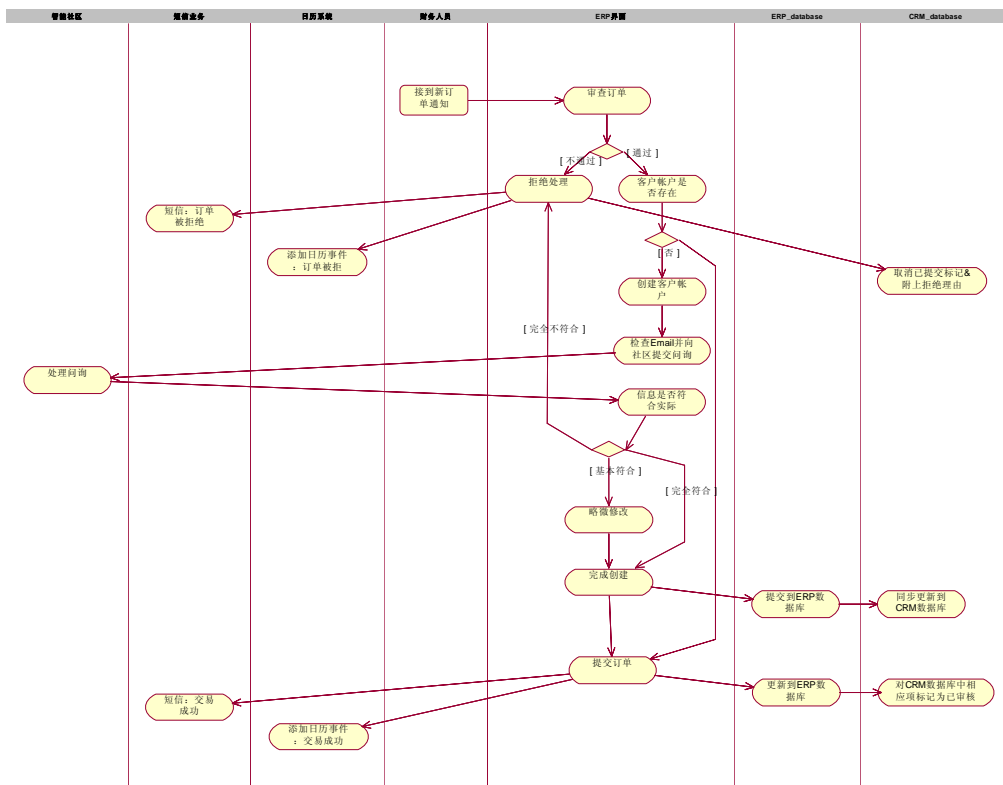 智能社区
短信业务
日历系统
财务人员
ERP界面
ERP_database
CRM_database
接到新订
单通知
审查订单
[ 不通过 ]
[ 通过 ]
拒绝处理
客户帐户是
否存在
短信：订单
被拒绝
添加日历事件
：订单被拒
[ 否 ]
取消已提交标记&
附上拒绝理由
创建客户帐
户
[ 完全不符合 ]
检查Email并向
社区提交问询
处理问询
信息是否符
合实际
[ 基本符合 ]
[ 完全符合 ]
略微修改
完成创建
提交到ERP数
据库
同步更新到
CRM数据库
提交订单
短信：交易
成功
更新到ERP数
据库
对CRM数据库中相
应项标记为已审核
添加日历事件
：交易成功